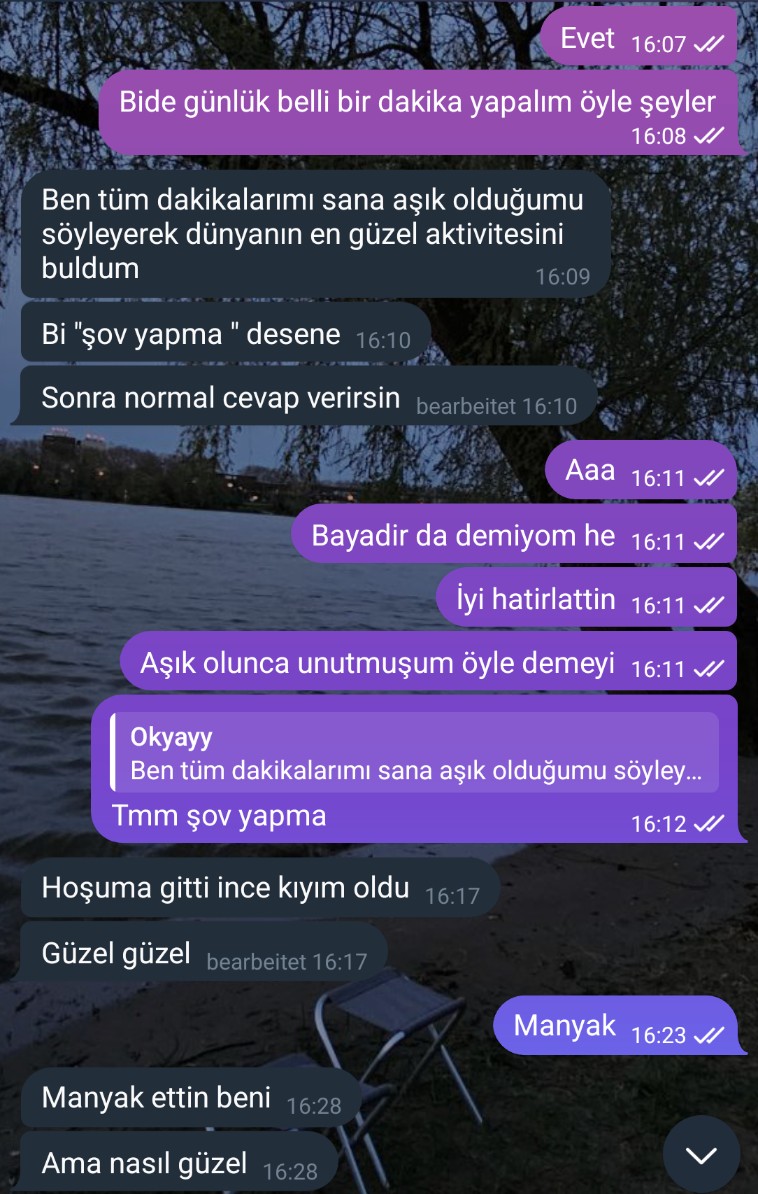 Evet 16:07
Bide günlük belli bir dakika yapalım öyle şeyler
16:08
Ben tüm dakikalarımı sana aşık olduğumu
söyleyerek dünyanın en güzel aktivitesini
buldum 16:09
Bi "şov yapma " desene 16:10
Sonra normal cevap verirsin bearbeitet 16:10
Aaa 16:11
Bayadir da demiyom he 16:11
İyi hatirlattin 16:11
Aşık olunca unutmuşum öyle demeyi 16:11
Okyayy
Ben tüm dakikalarımı sana aşık olduğumu söyley...
Tmm şov yapma 16:12
Hoşuma gitti ince kıyım oldu 16:17
Güzel güzel bearbeitet 16:17
Manyak 16:23
Manyak ettin beni 16:28
Ama nasıl güzel 16:28